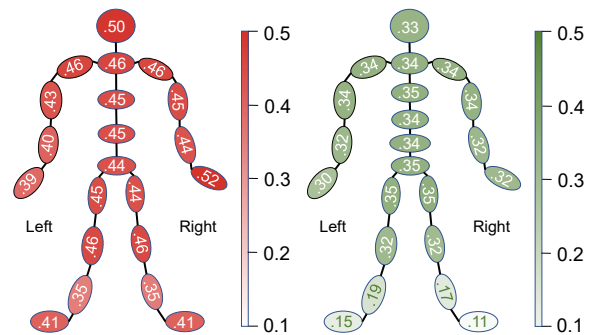 .50
.46 .46 .46
.43 .45 .45
.40 .45 .44
.39 .44 .52
.45 .44
Left Right
.46 .46
.35 .35
.41 .41
0.5
0.4
0.3
0.2
0.1
.33
.34 .34 .34
.34 .35 .34
.32 .34 .32
.34
.30 .35 .32
.35 .35
Left Right
.32 .32
.19 .17
.15 .11
0.5
0.4
0.3
0.2
0.1